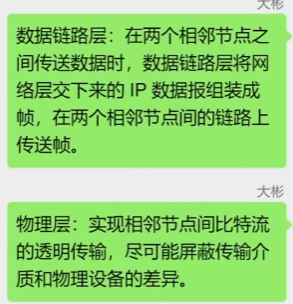 大彬
数据链路层：在两个相邻节点之
间传送数据时，数据链路层将网
络层交下来的 IP 数据报组装成
帧，在两个相邻节点间的链路上
传送帧。
大彬
物理层：实现相邻节点间比特流
的透明传输，尽可能屏蔽传输介
质和物理设备的差异。